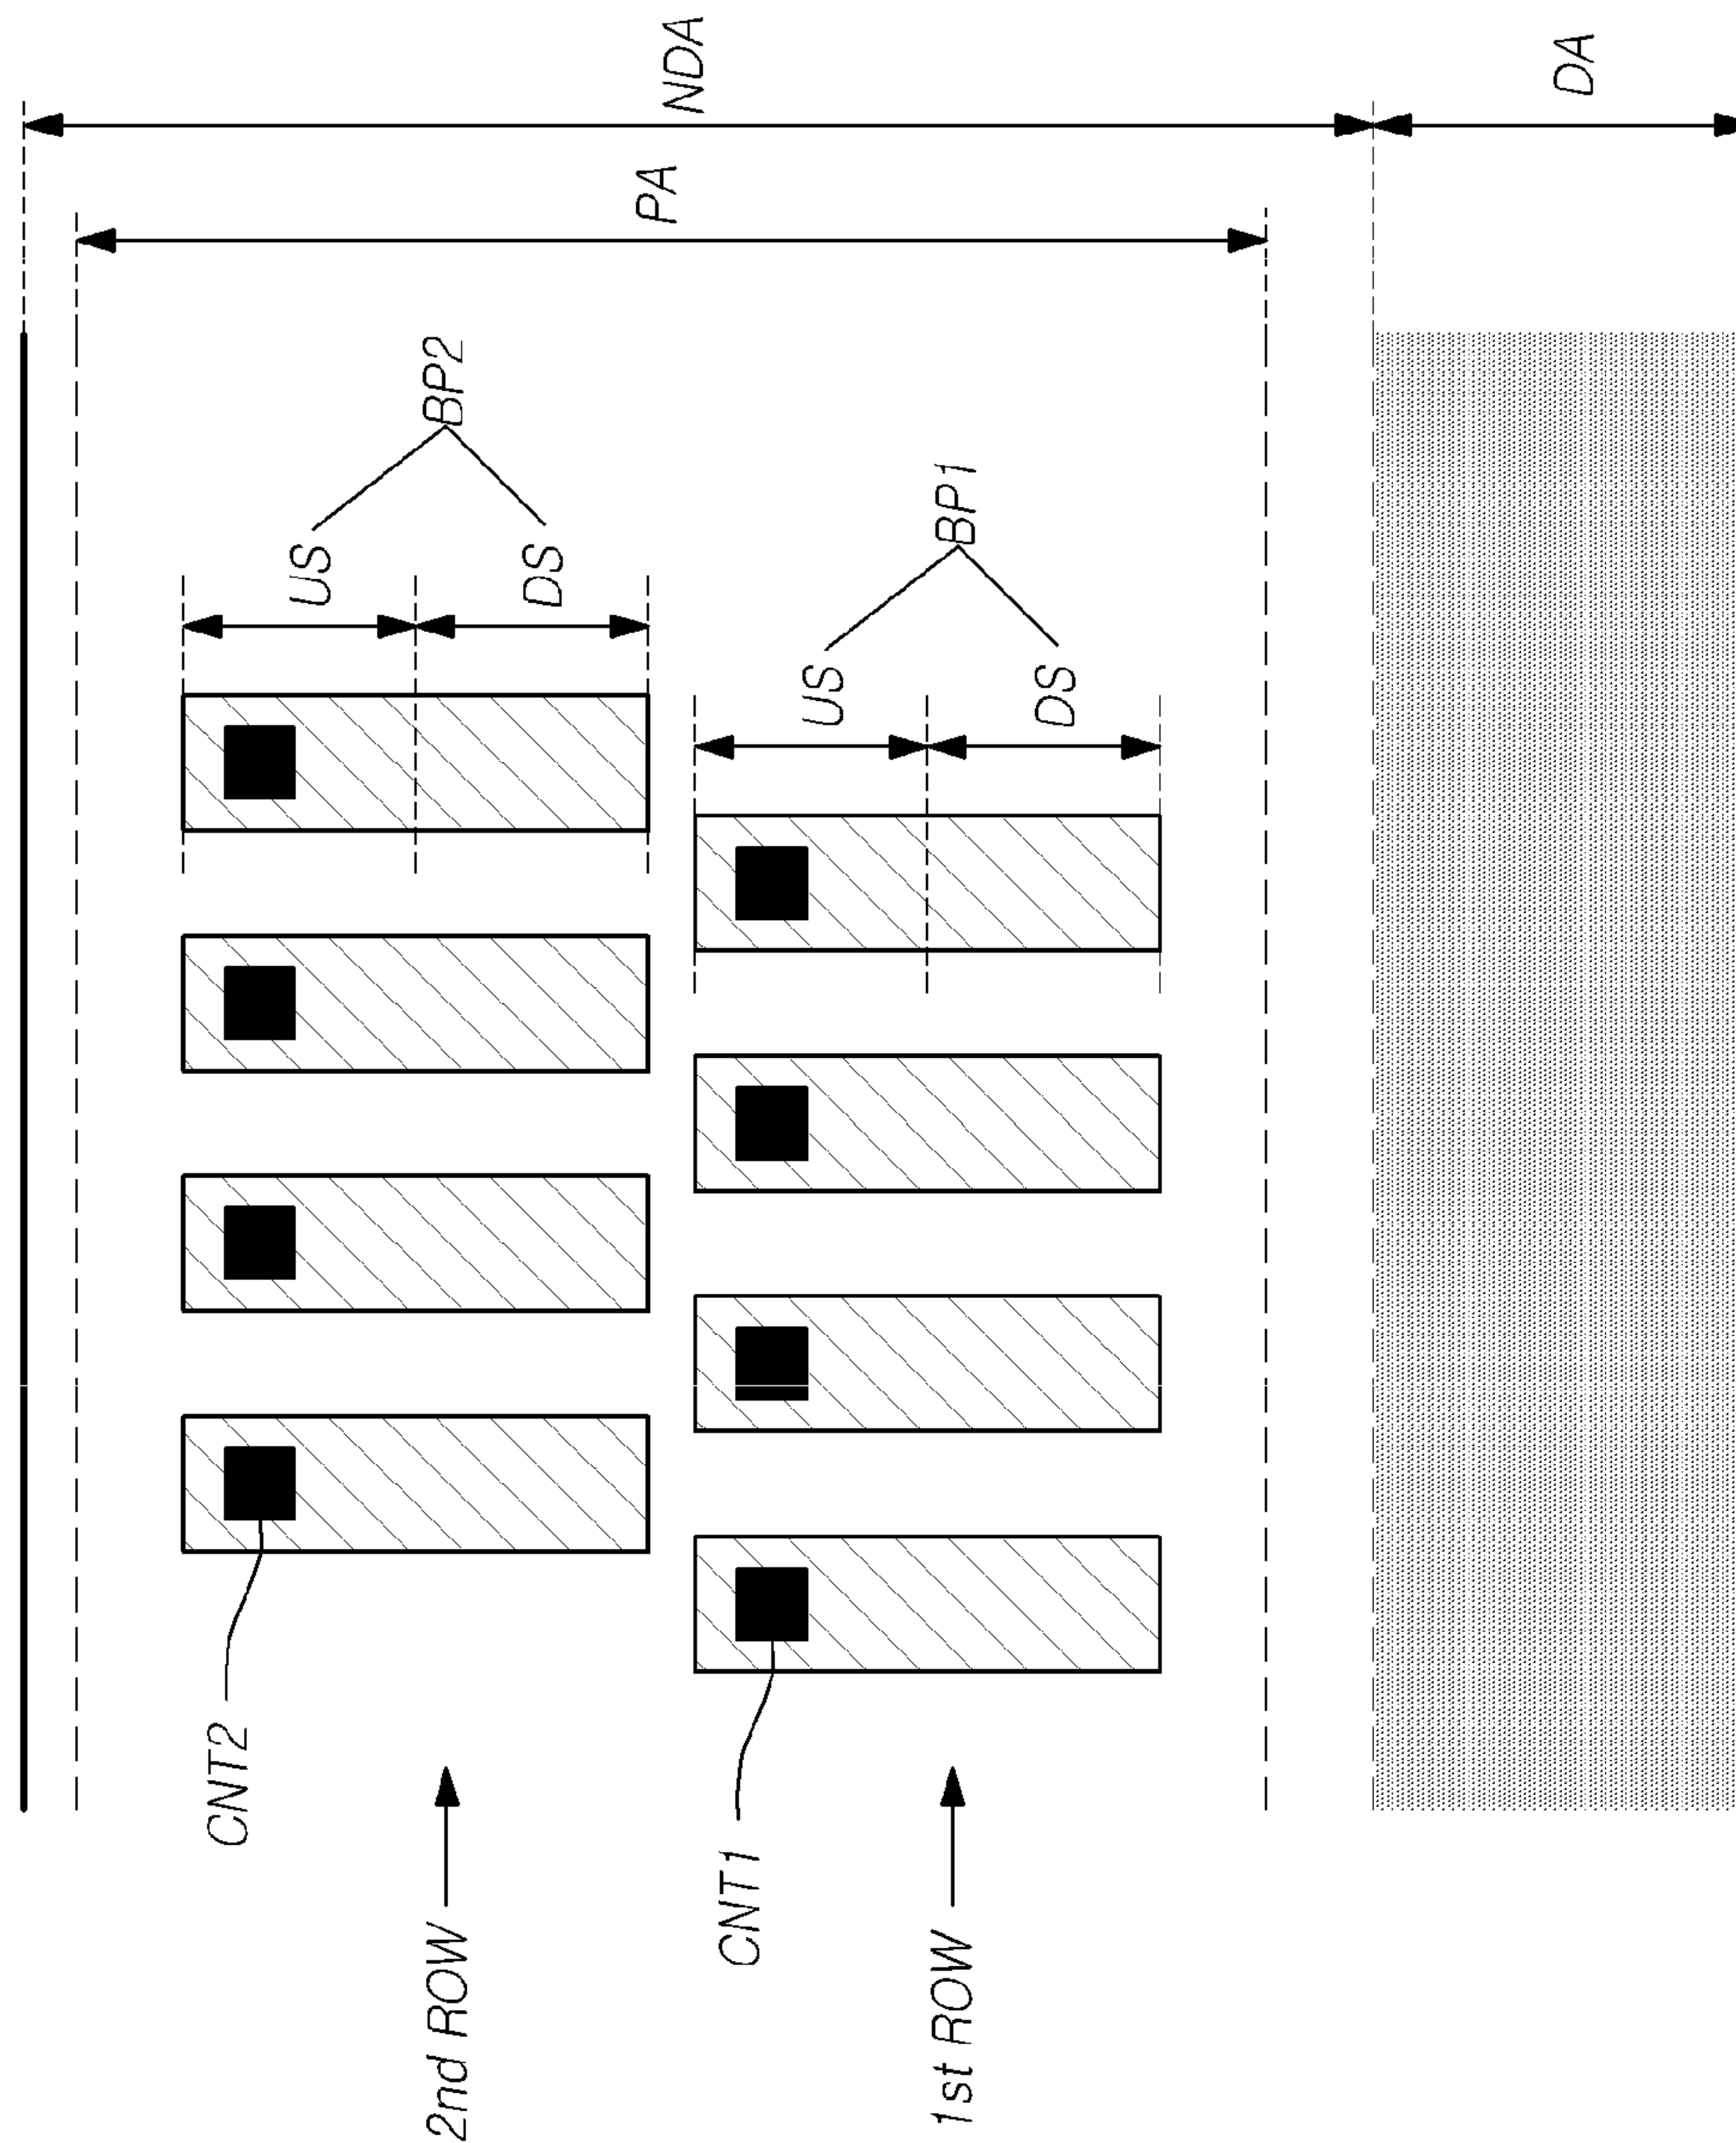 NDA
DA
PA
BP2
US
DS
BP1
US
DS
CNT2
CNT1
2nd ROW
1st ROW